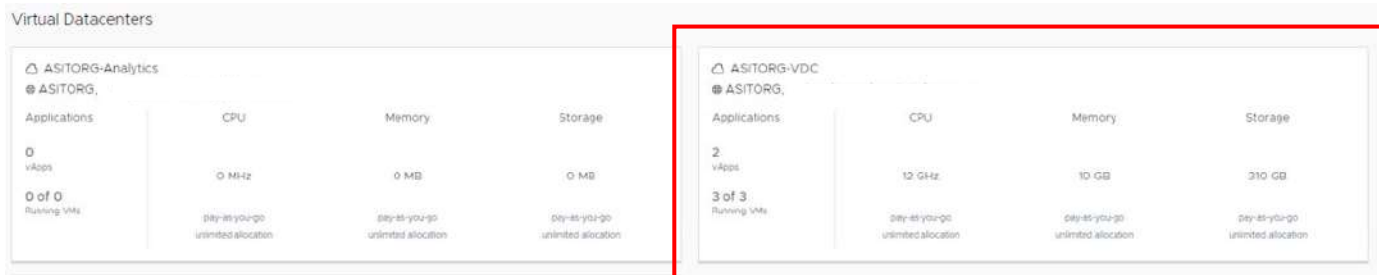 Virtual Datacenters
ASITORG-Analytics
ASITORG,
Applications CPU Memory Storage
0
vApps
0 MHz 0 MB 0 MB
0 of 0
Running VMs
pay-as-you-go pay-as-you-go pay-as-you-go
unlimited allocation unlimited allocation unlimited allocation
ASITORG-VDC
ASITORG,
Applications CPU Memory Storage
2
vApps
12 GHz 10 GB 310 GB
3 of 3
Running VMs
pay-as-you-go pay-as-you-go pay-as-you-go
unlimited allocation unlimited allocation unlimited allocation